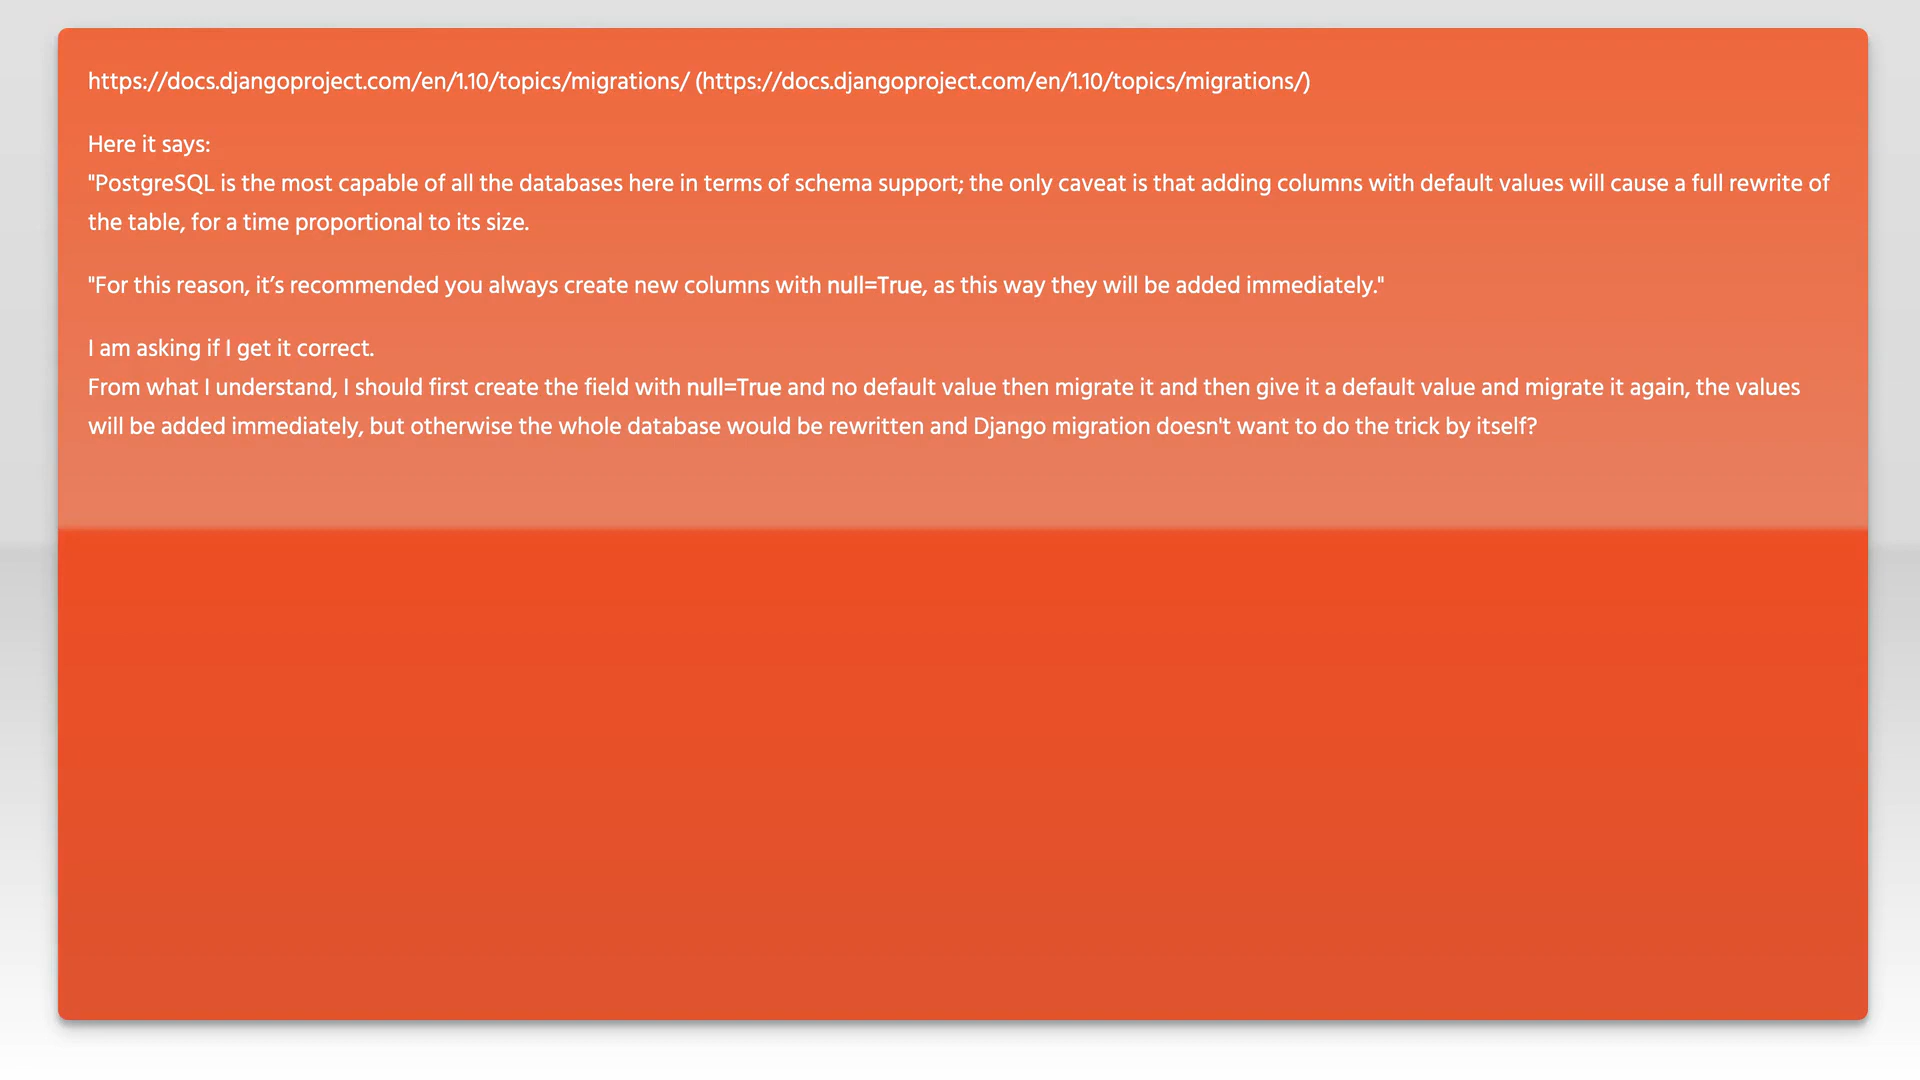 https://docs.djangoproject.com/en/1.10/topics/migrations/ (https://docs.djangoproject.com/en/1.10/topics/migrations/)
Here it says:
"PostgreSQL is the most capable of all the databases here in terms of schema support; the only caveat is that adding columns with default values will cause a full rewrite of
the table, for a time proportional to its size.
"For this reason, it’s recommended you always create new columns with null=True, as this way they will be added immediately."
I am asking if I get it correct.
From what I understand, I should first create the field with null=True and no default value then migrate it and then give it a default value and migrate it again, the values
will be added immediately, but otherwise the whole database would be rewritten and Django migration doesn't want to do the trick by itself?